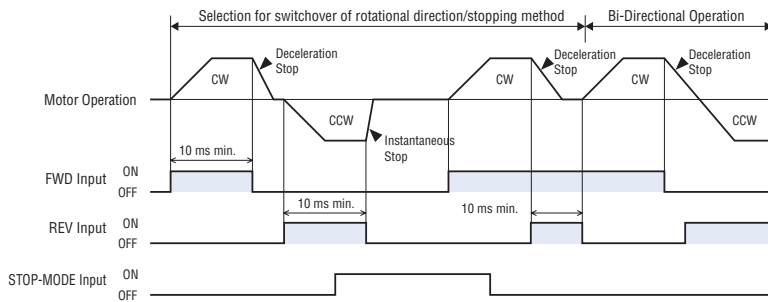 Selection for switchover of rotational direction/stopping method
Bi-Directional Operation
Motor Operation
CW
Deceleration
Stop
CCW
Instantaneous
Stop
CW
Deceleration
Stop
CW
Deceleration
Stop
CCW
10 ms min.
FWD Input
ON
OFF
10 ms min.
10 ms min.
REV Input
ON
OFF
STOP-MODE Input
ON
OFF